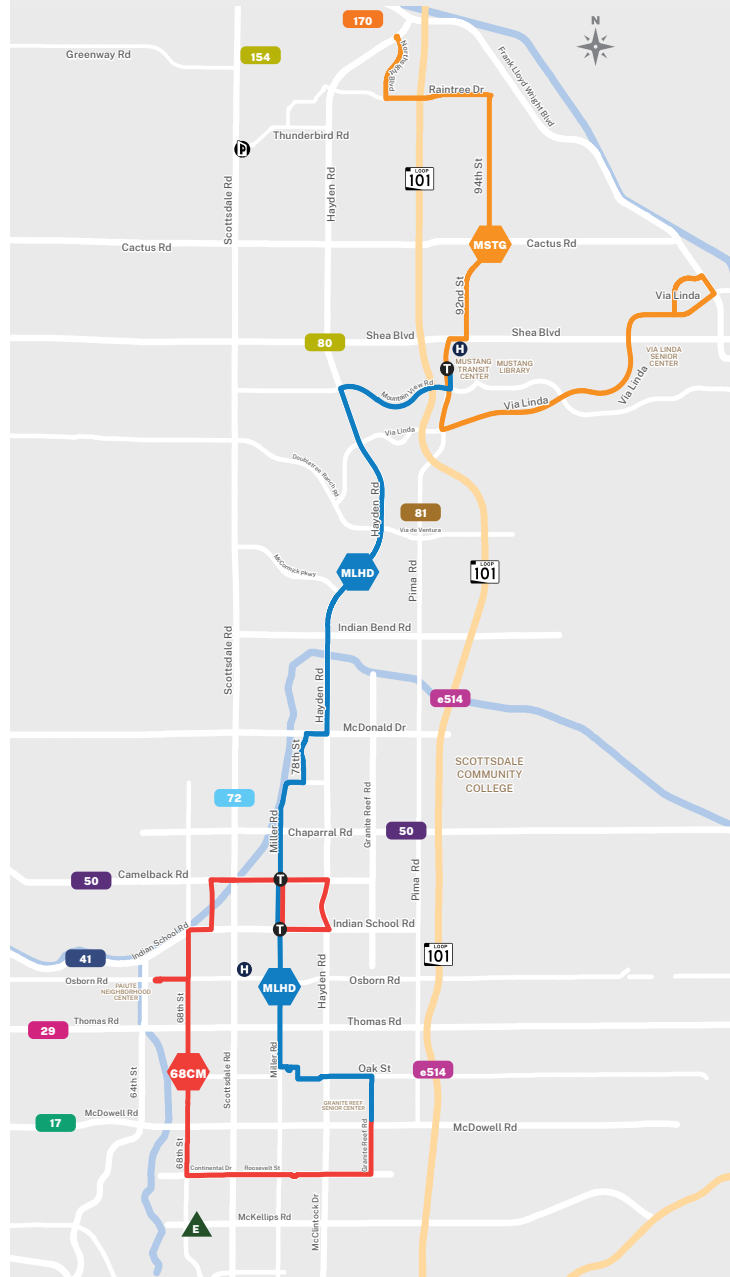 170
N
Greenway Rd
154
Northsight Blvd
Frank Lloyd Wright Blvd
Raintree Dr
Thunderbird Rd
P
LOOP
101
94th St
Hayden Rd
Scottsdale Rd
Cactus Rd
MSTG
Cactus Rd
92nd St
Via Linda
Shea Blvd
Shea Blvd
80
H
T
MUSTANG
TRANSIT
CENTER
MUSTANG
LIBRARY
VIA LINDA
SENIOR
CENTER
Mountain View Rd
Via Linda
Via Linda
Via Linda
Doubletree Ranch Rd
Hayden Rd
81
Via de Ventura
McCormick Pkwy
MLHD
Pima Rd
LOOP
101
Indian Bend Rd
Scottsdale Rd
Hayden Rd
e514
McDonald Dr
78th St
SCOTTSDALE
COMMUNITY
COLLEGE
72
Miller Rd
Chaparral Rd
Granite Reef Rd
50
50
Camelback Rd
T
Pima Rd
Indian School Rd
T
Indian School Rd
41
H
LOOP
101
Osborn Rd
PAIUTE
NEIGHBORHOOD
CENTER
MLHD
Hayden Rd
Osborn Rd
68th St
29
Thomas Rd
Thomas Rd
64th St
68CM
Scottsdale Rd
Miller Rd
Oak St
e514
GRANITE REEF
SENIOR CENTER
17
McDowell Rd
McDowell Rd
68th St
Continental Dr
Roosevelt St
Granite Reef Rd
E
McKellips Rd
McClintock Dr